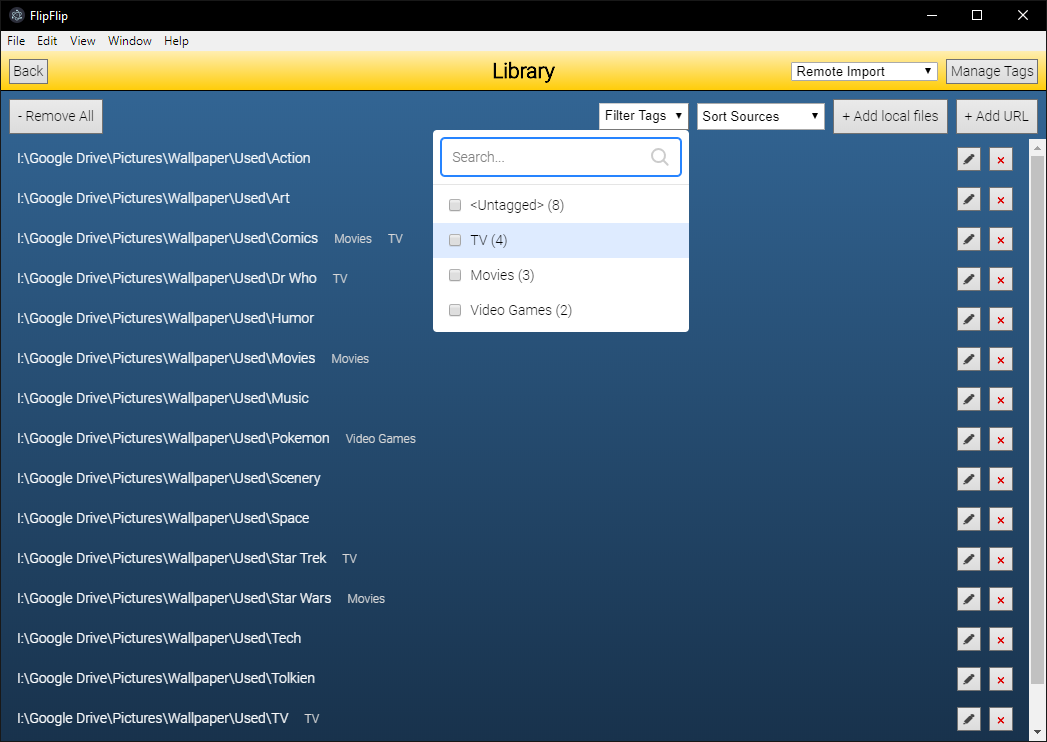 FlipFlip
File Edit View Window Help
Back Library Remote Import Manage Tags
- Remove All Filter Tags Sort Sources + Add local files + Add URL
Search...
<Untagged> (8)
TV (4)
Movies (3)
Video Games (2)
I:\Google Drive\Pictures\Wallpaper\Used\Action
I:\Google Drive\Pictures\Wallpaper\Used\Art
I:\Google Drive\Pictures\Wallpaper\Used\Comics Movies TV
I:\Google Drive\Pictures\Wallpaper\Used\Dr Who TV
I:\Google Drive\Pictures\Wallpaper\Used\Humor
I:\Google Drive\Pictures\Wallpaper\Used\Movies Movies
I:\Google Drive\Pictures\Wallpaper\Used\Music
I:\Google Drive\Pictures\Wallpaper\Used\Pokemon Video Games
I:\Google Drive\Pictures\Wallpaper\Used\Scenery
I:\Google Drive\Pictures\Wallpaper\Used\Space
I:\Google Drive\Pictures\Wallpaper\Used\Star Trek TV
I:\Google Drive\Pictures\Wallpaper\Used\Star Wars Movies
I:\Google Drive\Pictures\Wallpaper\Used\Tech
I:\Google Drive\Pictures\Wallpaper\Used\Tolkien
I:\Google Drive\Pictures\Wallpaper\Used\TV TV